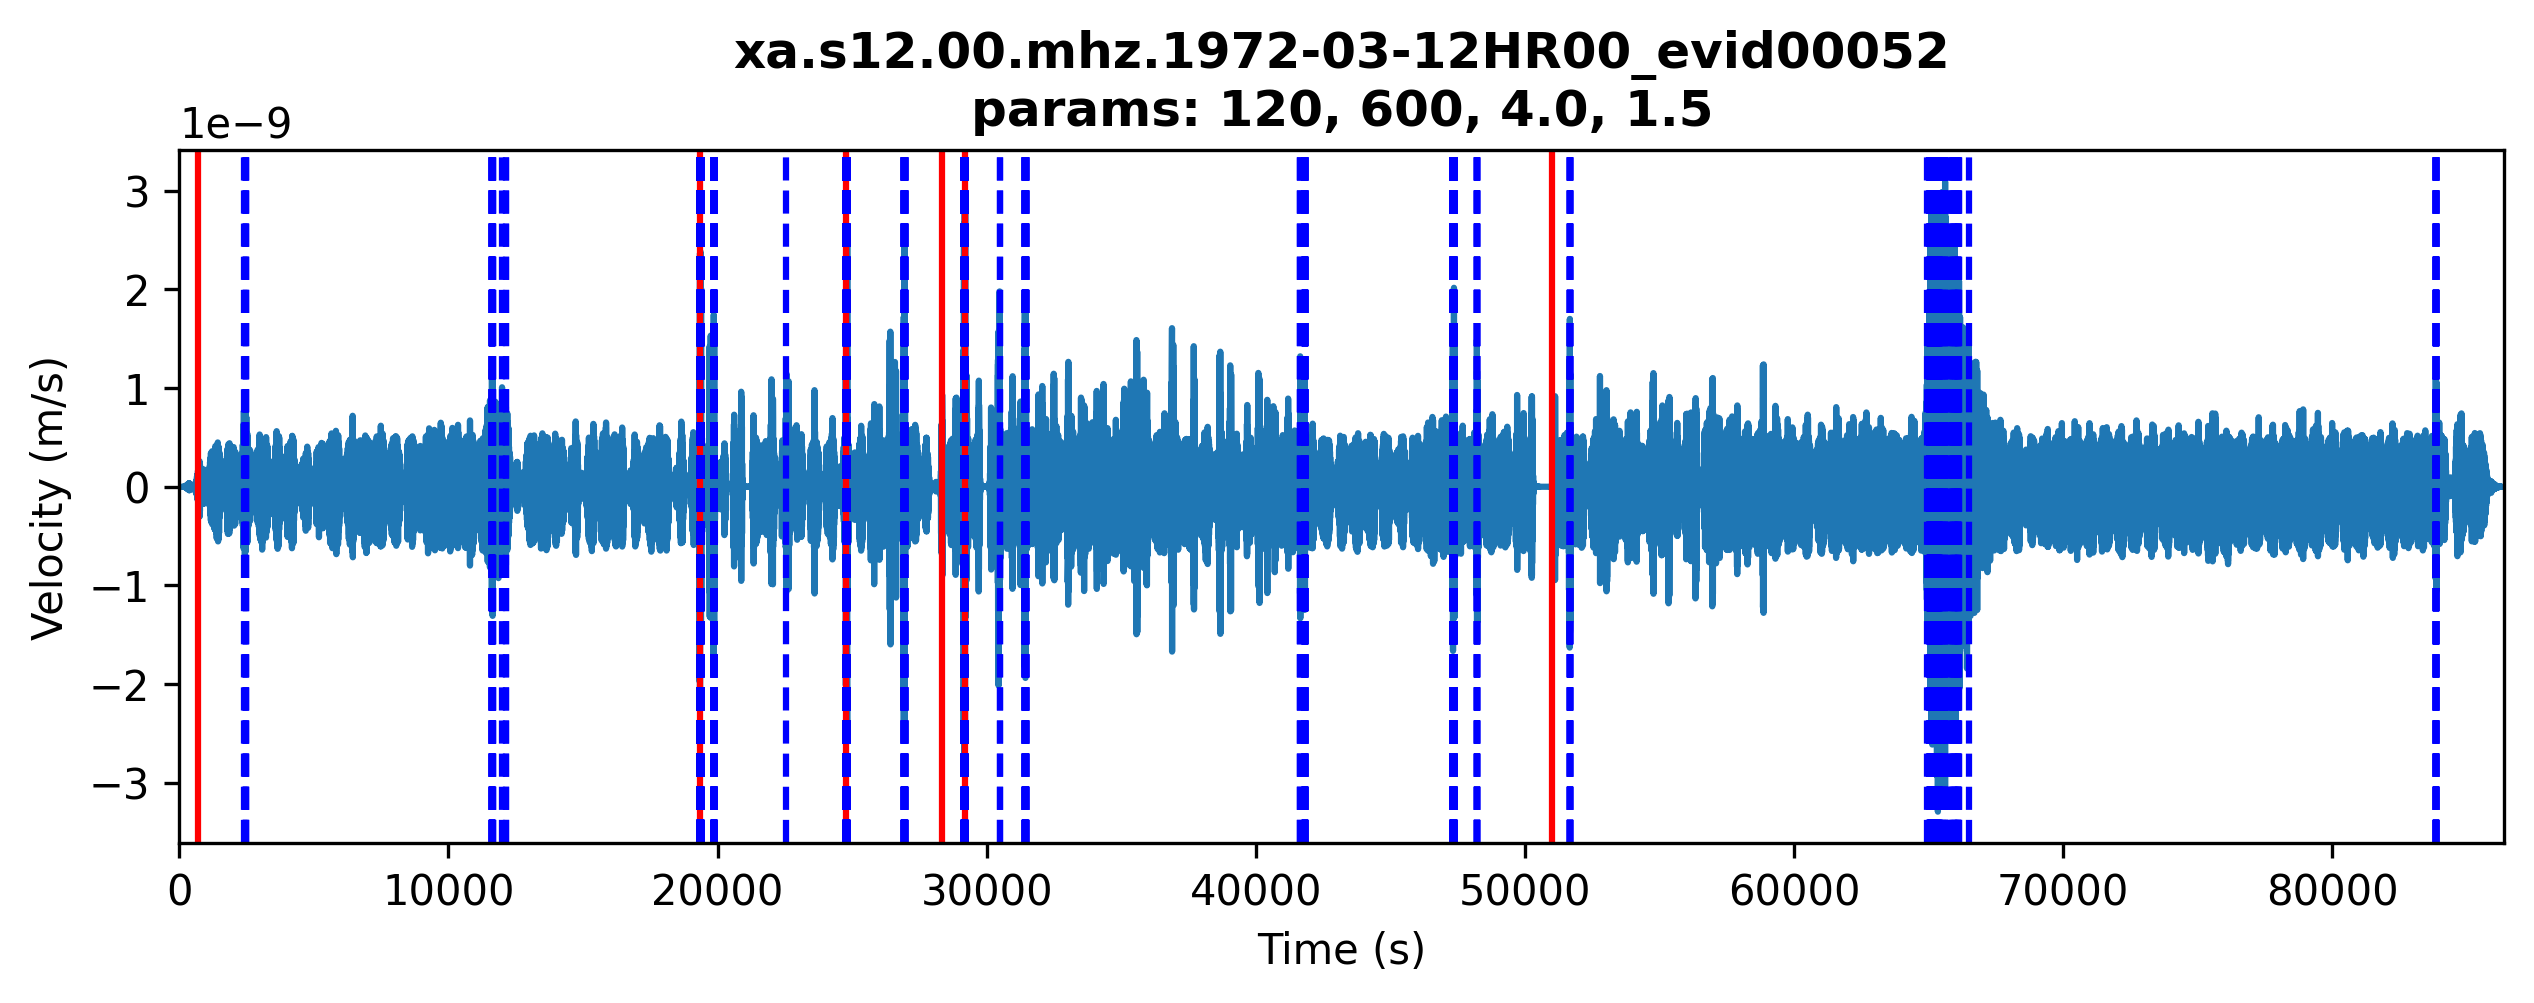 xa.s12.00.mhz.1972-03-12HR00_evid00052
params: 120, 600, 4.0, 1.5
1e−9
3
2
1
0
−1
−2
−3
Velocity (m/s)
0 10000 20000 30000 40000 50000 60000 70000 80000
Time (s)